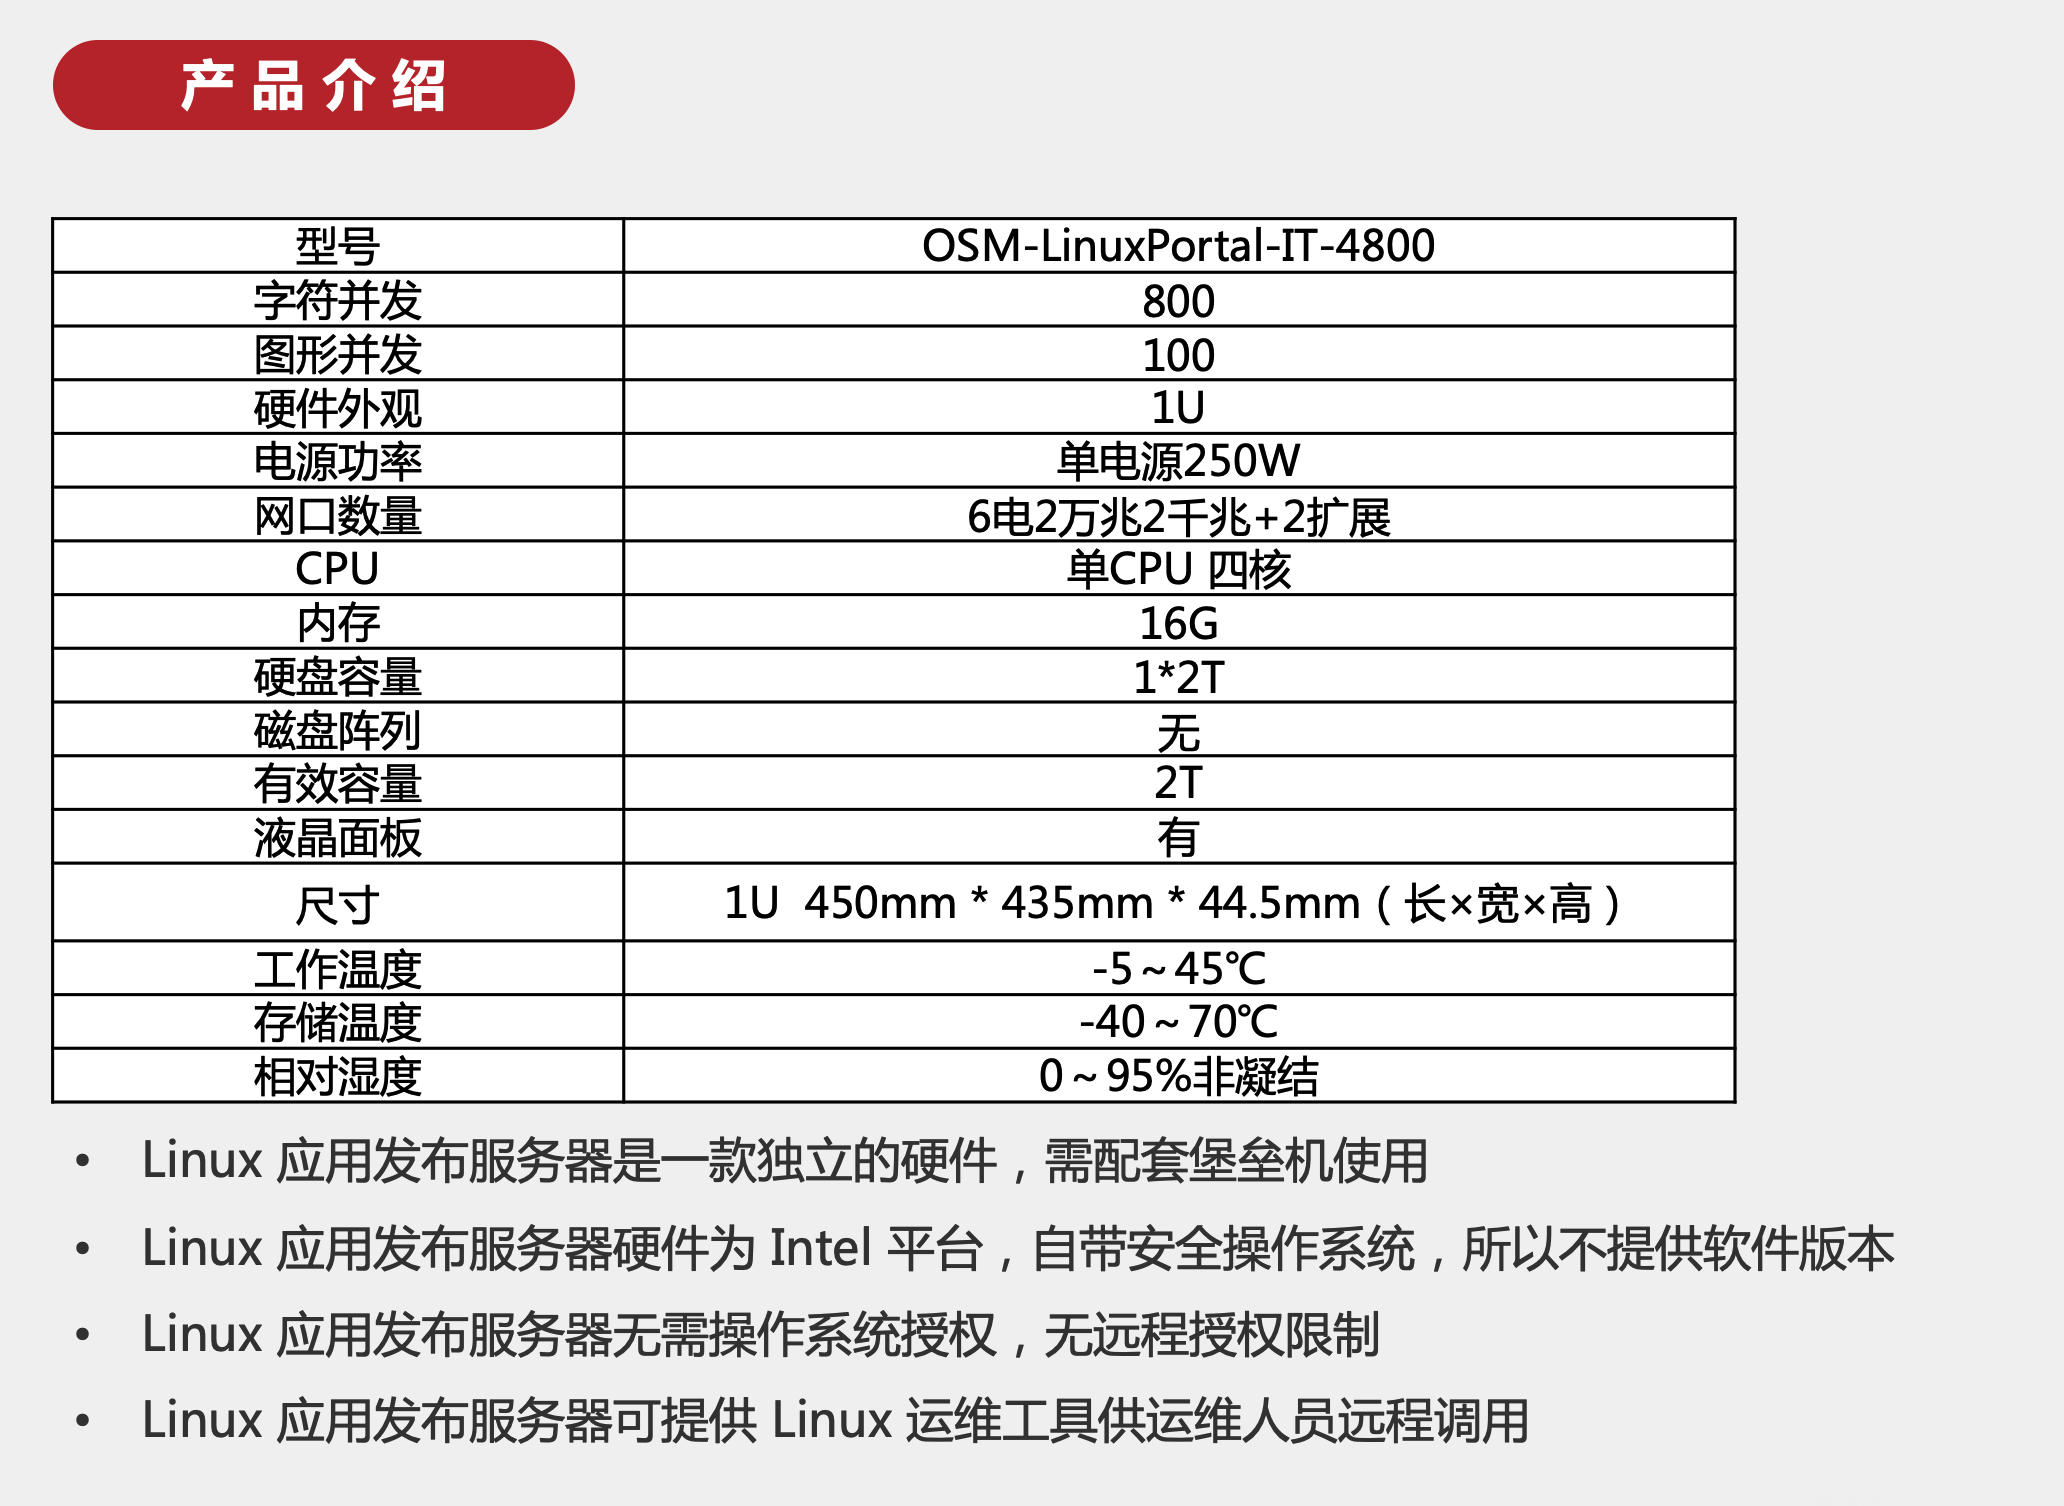 产品介绍
型号 OSM-LinuxPortal-IT-4800
字符并发 800
图形并发 100
硬件外观 1U
电源功率 单电源250W
网口数量 6电2万兆2千兆+2扩展
CPU 单CPU 四核
内存 16G
硬盘容量 1*2T
磁盘阵列 无
有效容量 2T
液晶面板 有
尺寸 1U 450mm * 435mm * 44.5mm（长×宽×高）
工作温度 -5～45℃
存储温度 -40～70℃
相对湿度 0～95%非凝结
• Linux 应用发布服务器是一款独立的硬件，需配套堡垒机使用
• Linux 应用发布服务器硬件为 Intel 平台，自带安全操作系统，所以不提供软件版本
• Linux 应用发布服务器无需操作系统授权，无远程授权限制
• Linux 应用发布服务器可提供 Linux 运维工具供运维人员远程调用